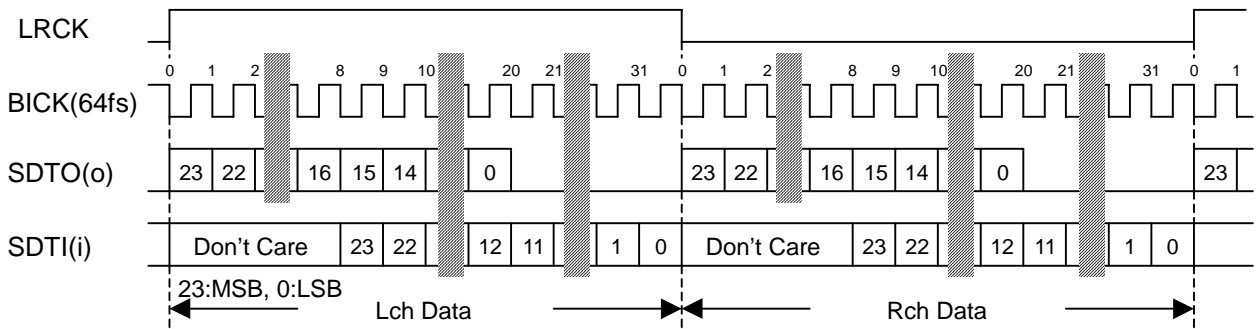 LRCK
0 1 2 8 9 10 20 21 31 0 1 2 8 9 10 20 21 31 0 1
BICK(64fs)
SDTO(o) 23 22 16 15 14 0 23 22 16 15 14 0 23
SDTI(i) Don't Care 23 22 12 11 1 0 Don't Care 23 22 12 11 1 0
23:MSB, 0:LSB
Lch Data Rch Data